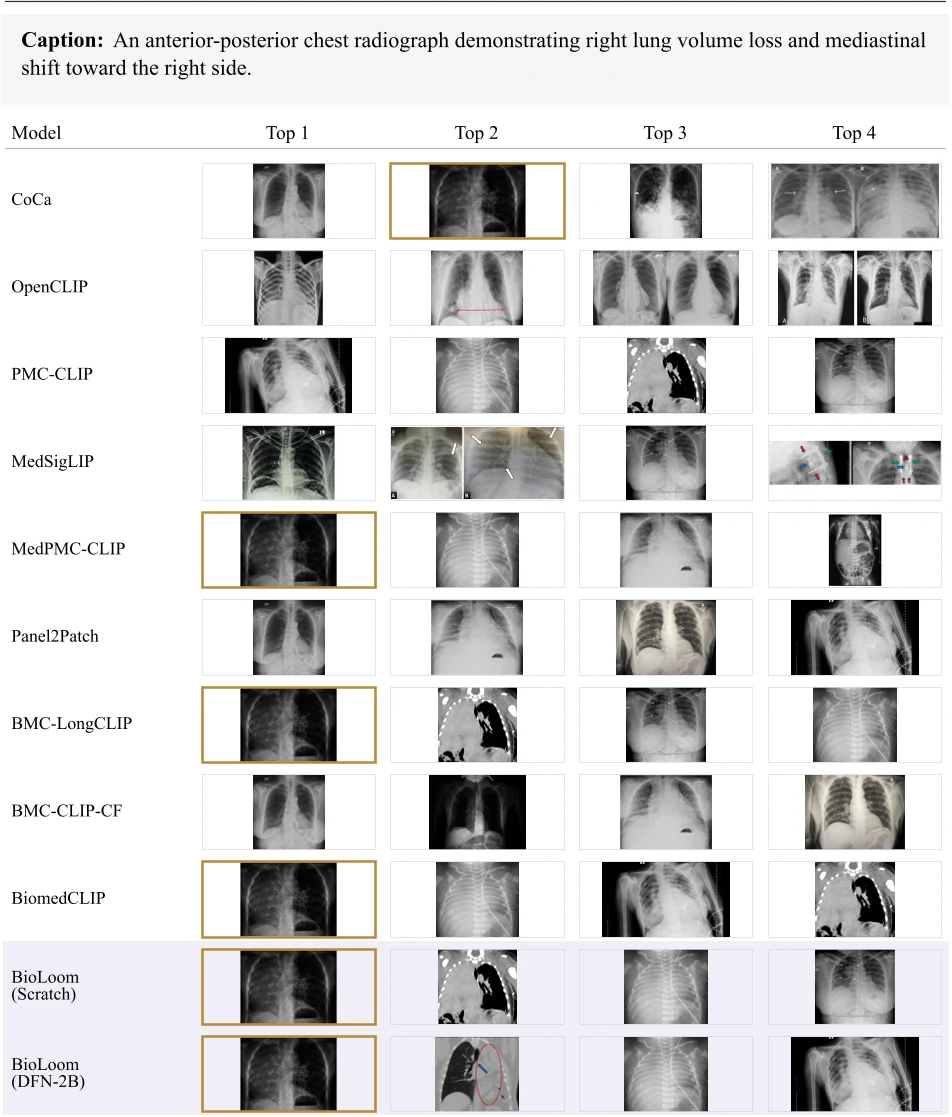 Caption: An anterior-posterior chest radiograph demonstrating right lung volume loss and mediastinal
shift toward the right side.
Model Top 1 Top 2 Top 3 Top 4
CoCa
OpenCLIP
PMC-CLIP
MedSigLIP
MedPMC-CLIP
Panel2Patch
BMC-LongCLIP
BMC-CLIP-CF
BiomedCLIP
BioLoom
(Scratch)
BioLoom
(DFN-2B)